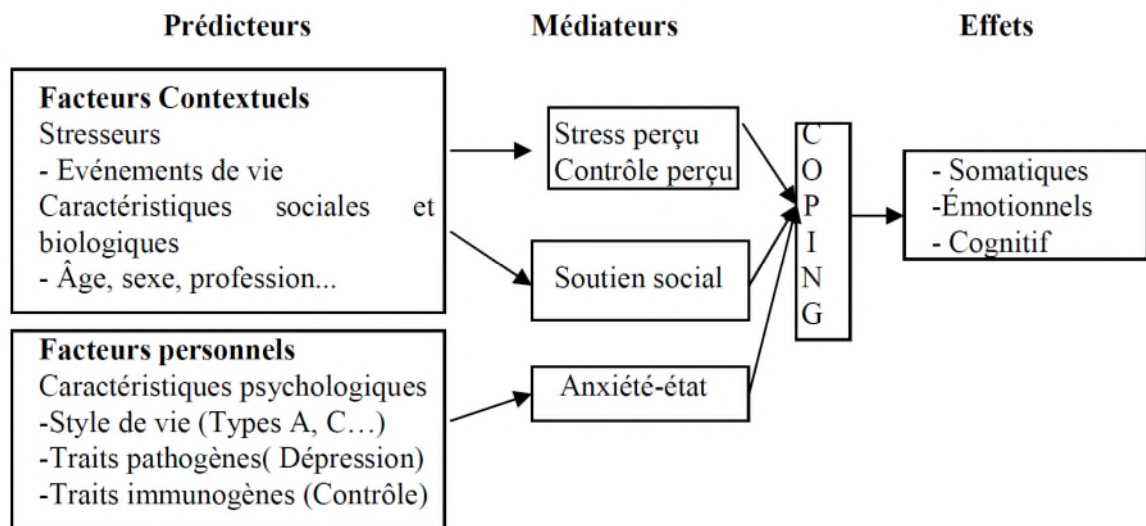 Prédicteurs Médiateurs Effets
Facteurs Contextuels
Stresseurs
- Evénements de vie
Caractéristiques sociales et
biologiques
- Âge, sexe, profession...
Facteurs personnels
Caractéristiques psychologiques
-Style de vie (Types A, C…)
-Traits pathogènes( Dépression)
-Traits immunogènes (Contrôle)
Stress perçu
Contrôle perçu
Soutien social
Anxiété-état
C
O
P
I
N
G
- Somatiques
-Émotionnels
- Cognitif